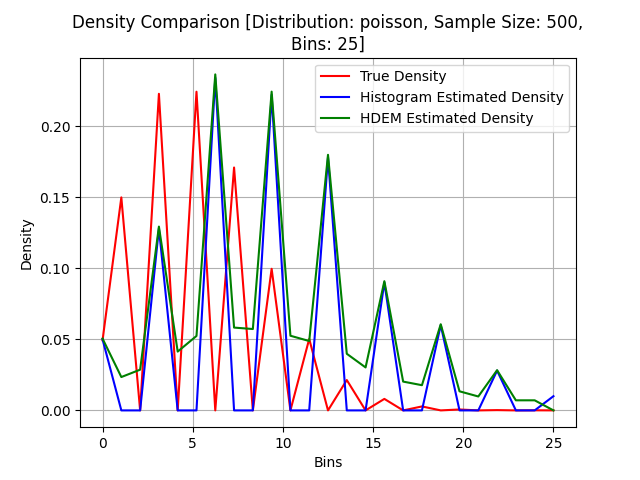 Density Comparison [Distribution: poisson, Sample Size: 500,
Bins: 25]
True Density
Histogram Estimated Density
HDEM Estimated Density
Density
0.20
0.15
0.10
0.05
0.00
0 5 10 15 20 25
Bins